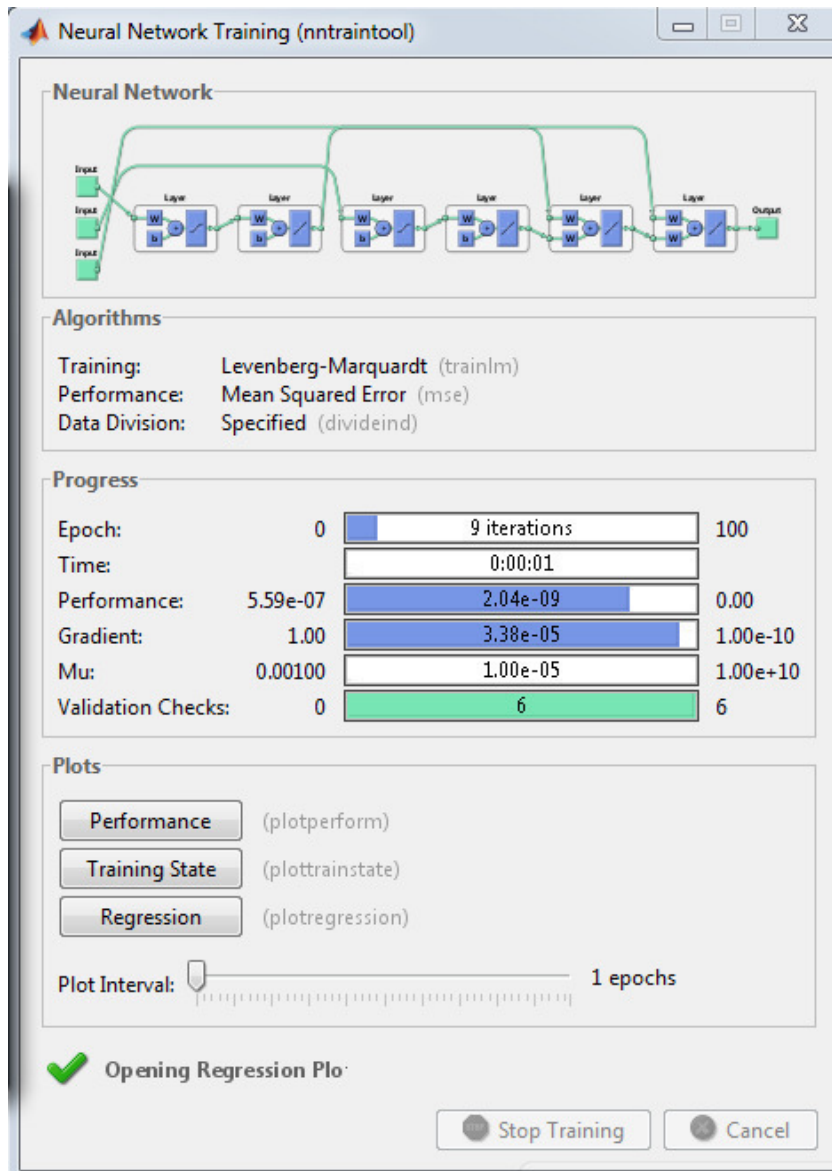 Neural Network Training (nntraintool)
Neural Network
Input
Input
Input
Layer
Layer
Layer
Layer
Layer
Layer
Output
W
W
W
W
W
W
b
b
b
b
W
W
Algorithms
Training: Levenberg-Marquardt (trainlm)
Performance: Mean Squared Error (mse)
Data Division: Specified (divideind)
Progress
Epoch: 0 9 iterations 100
Time: 0:00:01
Performance: 5.59e-07 2.04e-09 0.00
Gradient: 1.00 3.38e-05 1.00e-10
Mu: 0.00100 1.00e-05 1.00e+10
Validation Checks: 0 6 6
Plots
Performance (plotperform)
Training State (plottrainstate)
Regression (plotregression)
Plot Interval: 1 epochs
Opening Regression Plo
Stop Training Cancel